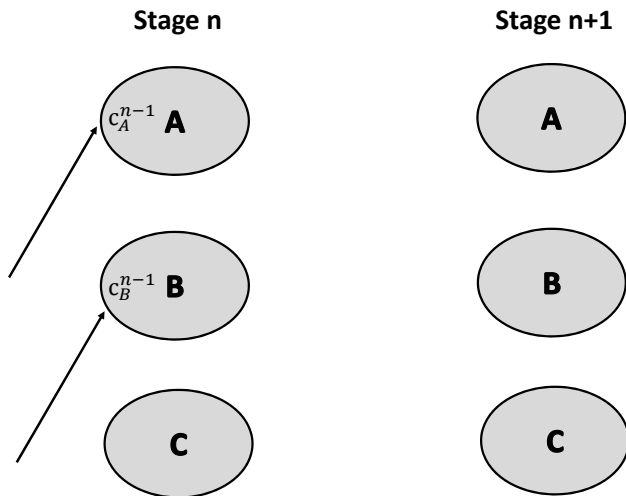 Stage n Stage n+1
c_A^{n−1} A A
c_B^{n−1} B B
C C